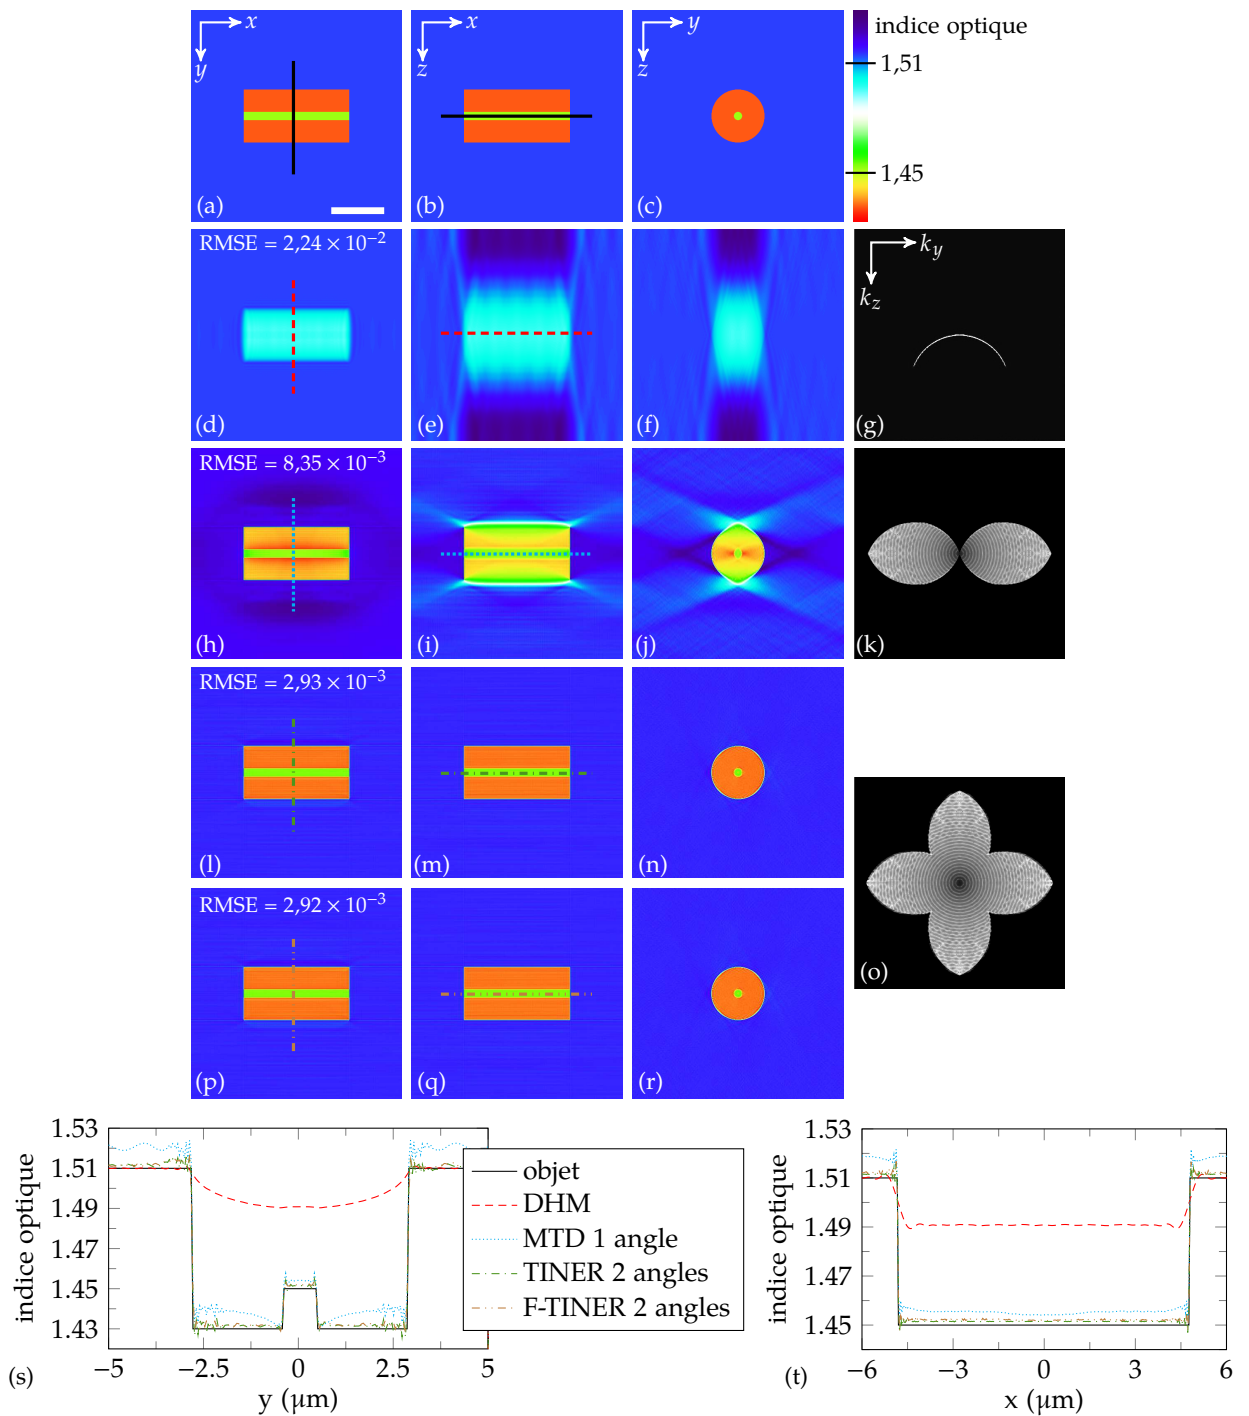 x
y
(a)
x
z
(b)
y
z
(c)
indice optique
1,51
1,45
RMSE = 2,24 × 10⁻²
(d)
(e)
(f)
k_y
k_z
(g)
RMSE = 8,35 × 10⁻³
(h)
(i)
(j)
(k)
RMSE = 2,93 × 10⁻³
(l)
(m)
(n)
(o)
RMSE = 2,92 × 10⁻³
(p)
(q)
(r)
indice optique
1.53
1.51
1.49
1.47
1.45
1.43
−5
−2.5
0
2.5
5
y (µm)
(s)
objet
DHM
MTD 1 angle
TINER 2 angles
F-TINER 2 angles
indice optique
1.53
1.51
1.49
1.47
1.45
−6
−3
0
3
6
x (µm)
(t)